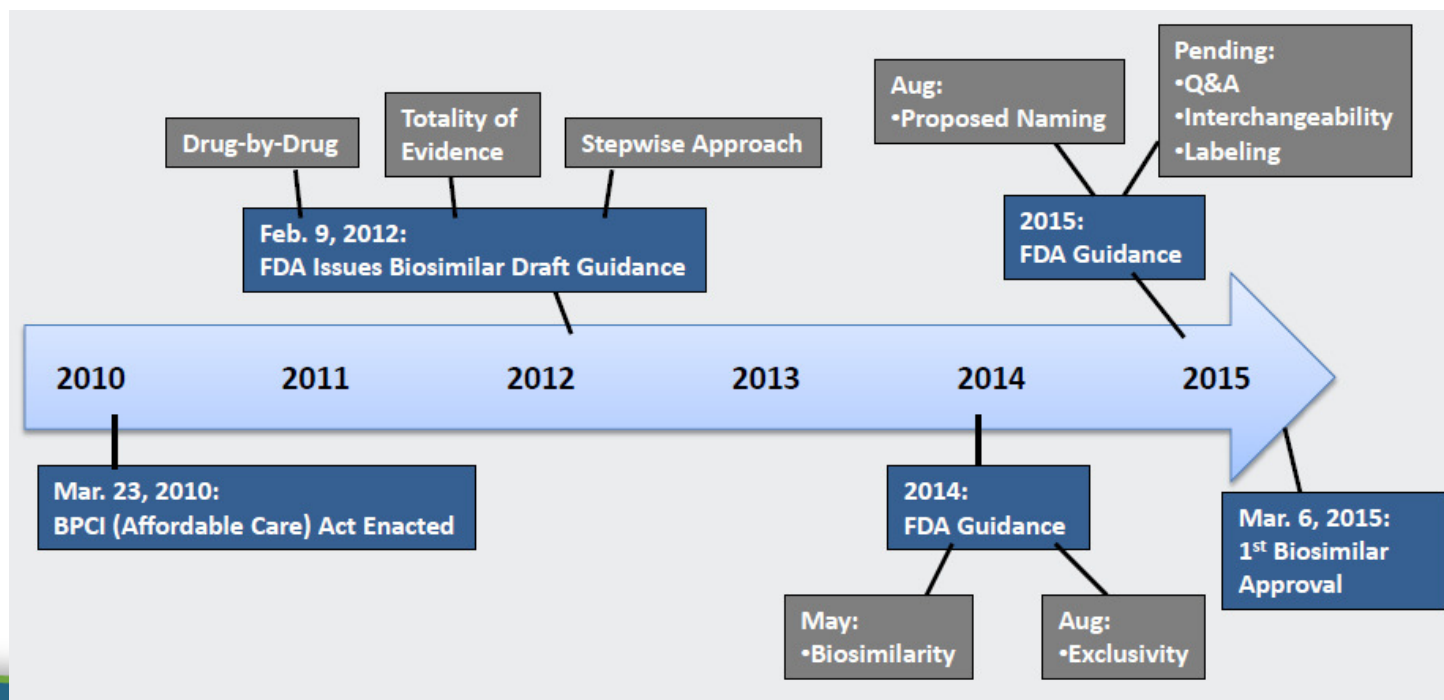 Drug-by-Drug
Totality of
Evidence
Stepwise Approach
Aug:
•Proposed Naming
Pending:
•Q&A
•Interchangeability
•Labeling
Feb. 9, 2012:
FDA Issues Biosimilar Draft Guidance
2015:
FDA Guidance
2010 2011 2012 2013 2014 2015
Mar. 23, 2010:
BPCI (Affordable Care) Act Enacted
2014:
FDA Guidance
Mar. 6, 2015:
1st Biosimilar
Approval
May:
•Biosimilarity
Aug:
•Exclusivity